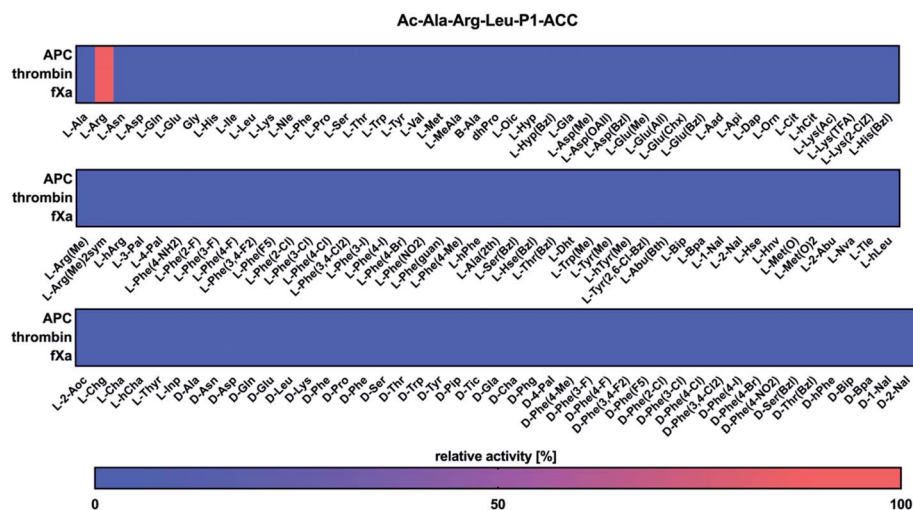 Ac-Ala-Arg-Leu-P1-ACC
APC
thrombin
fXa
L-Ala
L-Arg
L-Asn
L-Asp
L-Gln
L-Glu
Gly
L-His
L-Ile
L-Leu
L-Lys
L-Nle
L-Phe
L-Pro
L-Ser
L-Thr
L-Trp
L-Tyr
L-Val
L-Met
L-MeAla
B-Ala
dhPro
L-Oic
L-Hyp
L-Hyp(Bzl)
L-Gla
L-Asp(Me)
L-Asp(OAll)
L-Asp(Bzl)
L-Glu(Me)
L-Glu(All)
L-Glu(Chx)
L-Glu(Bzl)
L-Aad
L-Api
L-Dap
L-Orn
L-Cit
L-hCit
L-Lys(Ac)
L-Lys(TFA)
L-Lys(2-ClZ)
L-His(Bzl)
APC
thrombin
fXa
L-Arg(Me)
L-Arg(Me)2sym
L-hArg
L-3-Pal
L-4-Pal
L-Phe(4-NH2)
L-Phe(2-F)
L-Phe(3-F)
L-Phe(4-F)
L-Phe(3,4-F2)
L-Phe(F5)
L-Phe(2-Cl)
L-Phe(3-Cl)
L-Phe(4-Cl)
L-Phe(3,4-Cl2)
L-Phe(3-I)
L-Phe(4-I)
L-Phe(4-Br)
L-Phe(NO2)
L-Phe(guan)
L-Phe(4-Me)
L-hPhe
L-Ala(2th)
L-Ser(Bzl)
L-Hse(Bzl)
L-Thr(Bzl)
L-Dht
L-Trp(Me)
L-Tyr(Me)
L-hTyr(Me)
L-Tyr(2,6-Cl-Bzl)
L-Abu(Bth)
L-Bip
L-Bpa
L-1-Nal
L-2-Nal
L-Hse
L-Hnv
L-Met(O)
L-Met(O)2
L-2-Abu
L-Nva
L-Tle
L-hLeu
APC
thrombin
fXa
L-2-Aoc
L-Chg
L-Cha
L-hCha
L-Thyr
L-Inp
D-Ala
D-Asn
D-Asp
D-Gln
D-Glu
D-Leu
D-Lys
D-Phe
D-Pro
D-Phe
D-Ser
D-Thr
D-Trp
D-Tyr
D-Pip
D-Tic
D-Gla
D-Cha
D-Phg
D-4-Pal
D-Phe(4-Me)
D-Phe(3-F)
D-Phe(4-F)
D-Phe(3,4-F2)
D-Phe(F5)
D-Phe(2-Cl)
D-Phe(3-Cl)
D-Phe(4-Cl)
D-Phe(3,4-Cl2)
D-Phe(4-I)
D-Phe(4-Br)
D-Phe(4-NO2)
D-Ser(Bzl)
D-Thr(Bzl)
D-hPhe
D-Bip
D-Bpa
D-1-Nal
D-2-Nal
relative activity [%]
0
50
100